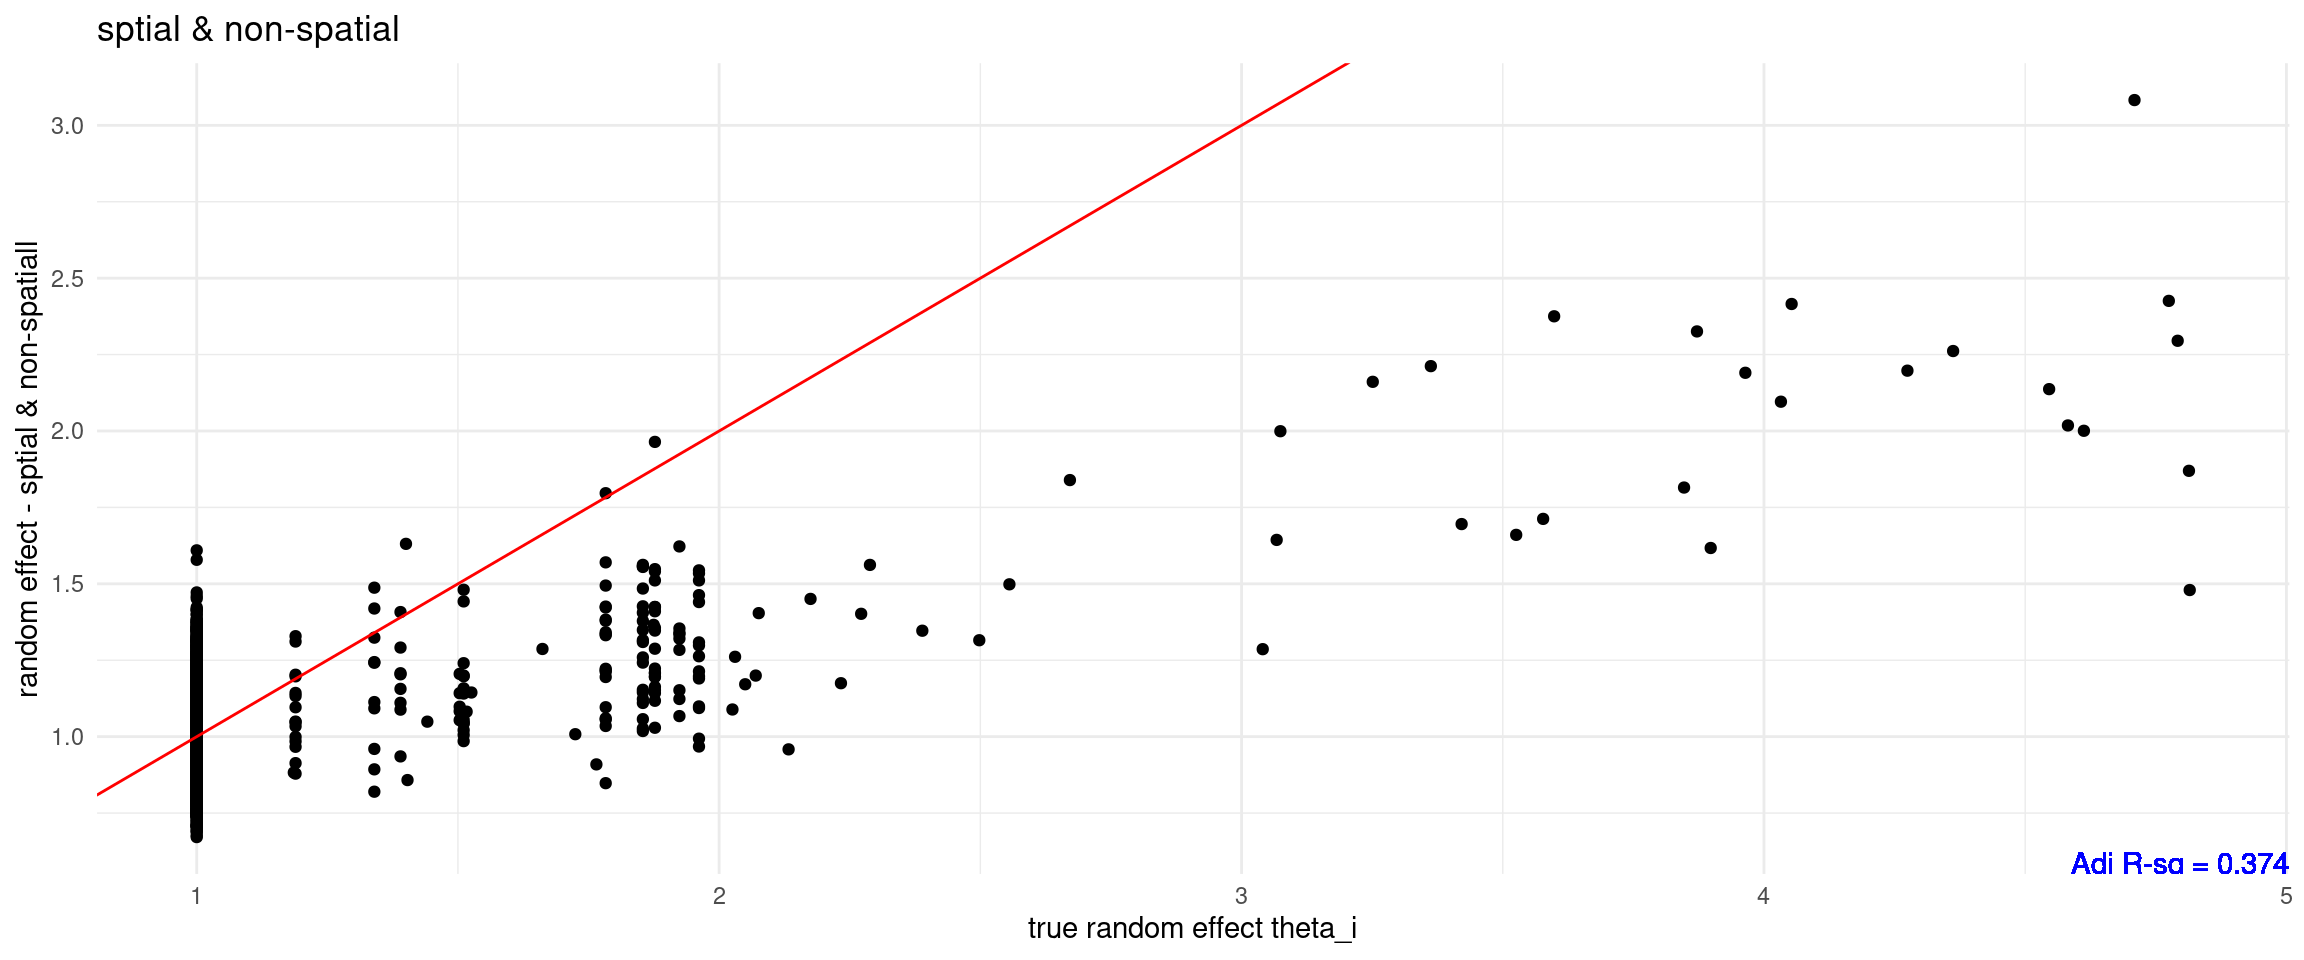 sptial & non-spatial
random effect - sptial & non-spatiall
3.0
2.5
2.0
1.5
1.0
Adj R-sq = 0.374
1 2 3 4 5
true random effect theta_i